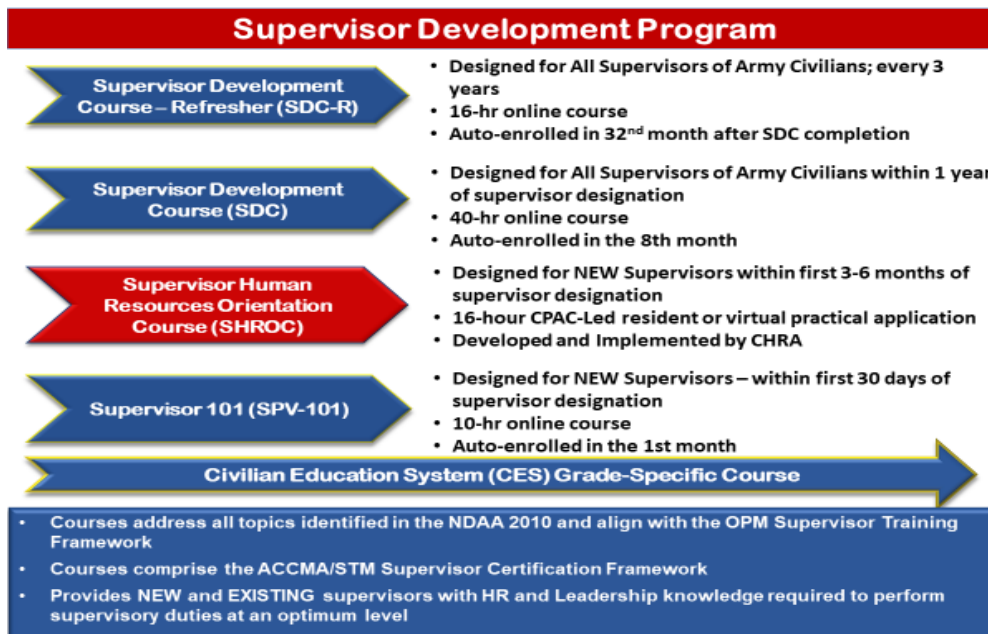 Supervisor Development Program
Supervisor Development
Course – Refresher (SDC-R)
• Designed for All Supervisors of Army Civilians; every 3
years
• 16-hr online course
• Auto-enrolled in 32nd month after SDC completion
Supervisor Development
Course (SDC)
• Designed for All Supervisors of Army Civilians within 1 year
of supervisor designation
• 40-hr online course
• Auto-enrolled in the 8th month
Supervisor Human
Resources Orientation
Course (SHROC)
• Designed for NEW Supervisors within first 3-6 months of
supervisor designation
• 16-hour CPAC-Led resident or virtual practical application
• Developed and Implemented by CHRA
Supervisor 101 (SPV-101)
• Designed for NEW Supervisors – within first 30 days of
supervisor designation
• 10-hr online course
• Auto-enrolled in the 1st month
Civilian Education System (CES) Grade-Specific Course
• Courses address all topics identified in the NDAA 2010 and align with the OPM Supervisor Training
Framework
• Courses comprise the ACCMA/STM Supervisor Certification Framework
• Provides NEW and EXISTING supervisors with HR and Leadership knowledge required to perform
supervisory duties at an optimum level